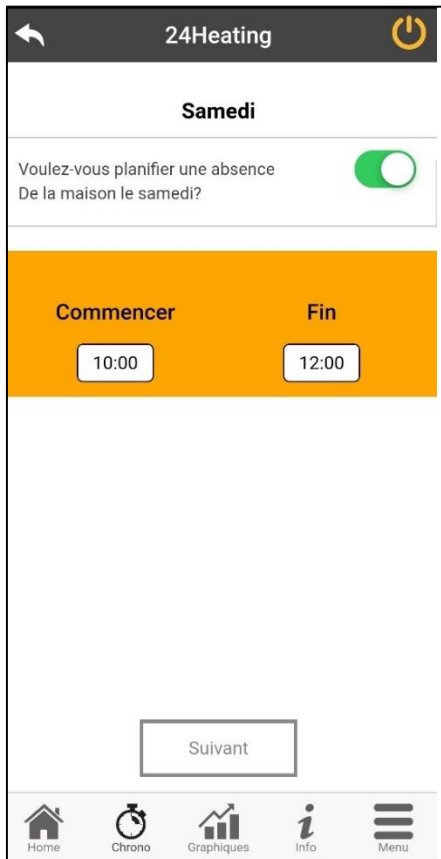 24Heating
Samedi
Voulez-vous planifier une absence
De la maison le samedi?
Commencer Fin
10:00 12:00
Suivant
Home Chrono Graphiques Info Menu